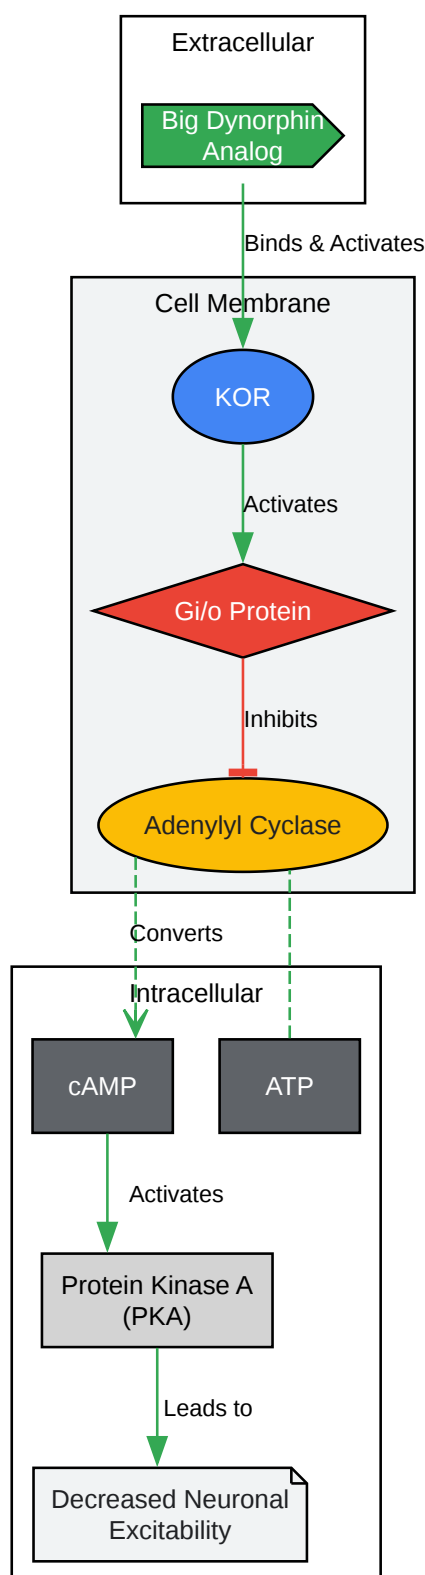 Extracellular
Big Dynorphin
Analog
Binds & Activates
Cell Membrane
KOR
Activates
Gi/o Protein
Inhibits
Adenylyl Cyclase
Converts
Intracellular
cAMP
ATP
Activates
Protein Kinase A
(PKA)
Leads to
Decreased Neuronal
Excitability